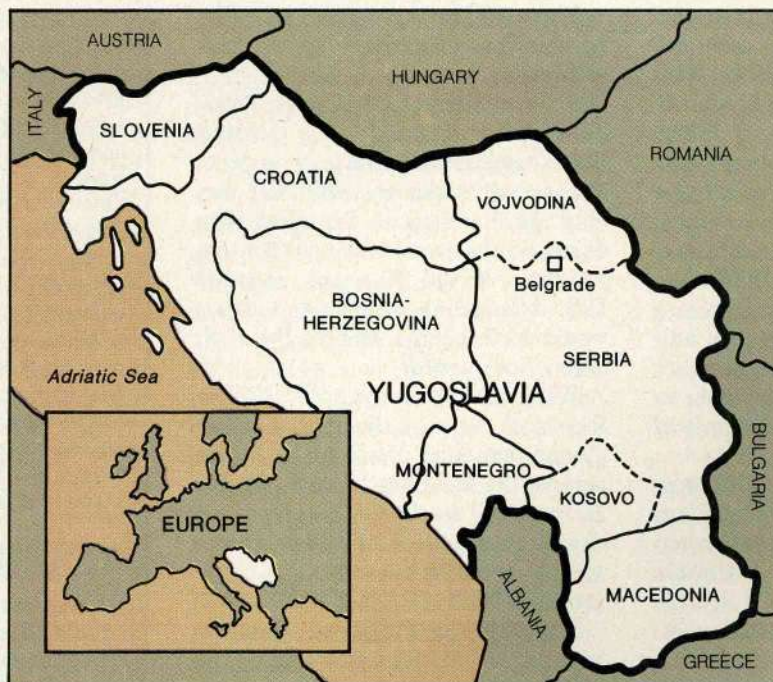 AUSTRIA
HUNGARY
ITALY
SLOVENIA
ROMANIA
CROATIA
VOJVODINA
Belgrade
BOSNIA-
HERZEGOVINA
SERBIA
Adriatic Sea
YUGOSLAVIA
BULGARIA
MONTENEGRO
KOSOVO
EUROPE
ALBANIA
MACEDONIA
GREECE